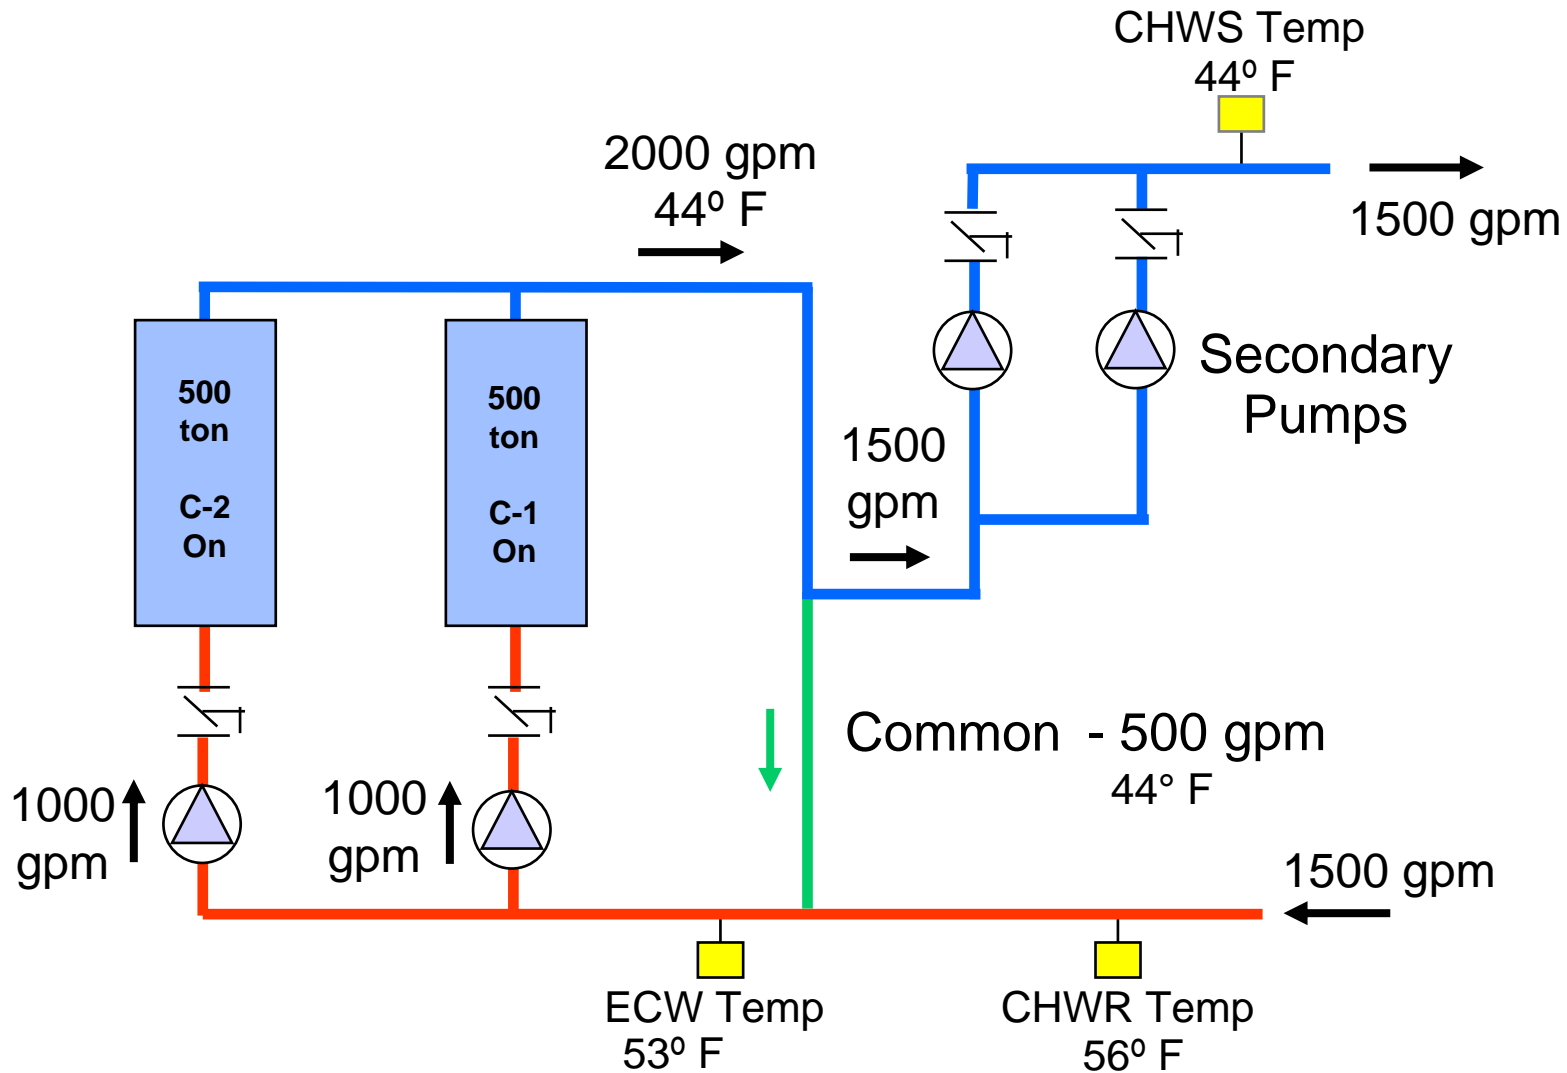 CHWS Temp
44º F
2000 gpm
44º F
1500 gpm
500
ton
C-2
On
500
ton
C-1
On
Secondary
Pumps
1500
gpm
Common - 500 gpm
44° F
1000
gpm
1000
gpm
1500 gpm
ECW Temp
53º F
CHWR Temp
56º F